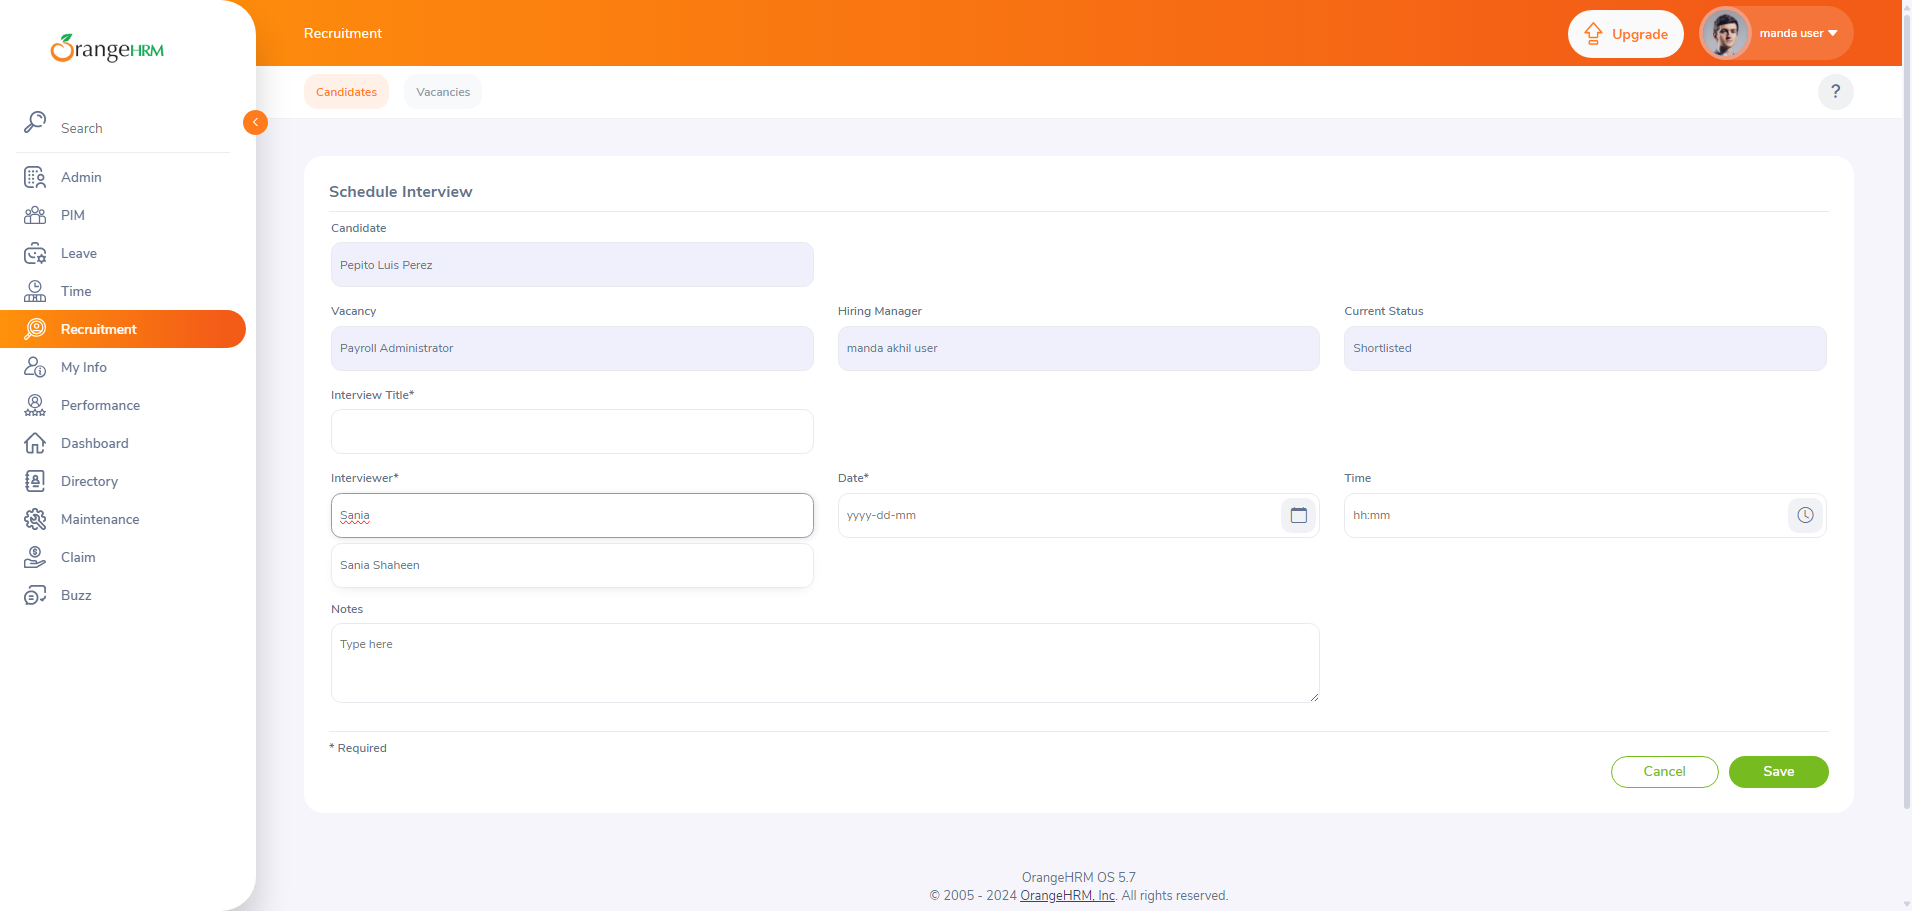 OrangeHRM
Search
Admin
PIM
Leave
Time
Recruitment
My Info
Performance
Dashboard
Directory
Maintenance
Claim
Buzz
Recruitment
Upgrade
manda user
Candidates
Vacancies
?
Schedule Interview
Candidate
Pepito Luis Perez
Vacancy
Hiring Manager
Current Status
Payroll Administrator
manda akhil user
Shortlisted
Interview Title*
Interviewer*
Date*
Time
Sania
yyyy-dd-mm
hh:mm
Sania Shaheen
Notes
Type here
* Required
Cancel
Save
OrangeHRM OS 5.7
© 2005 - 2024 OrangeHRM, Inc. All rights reserved.